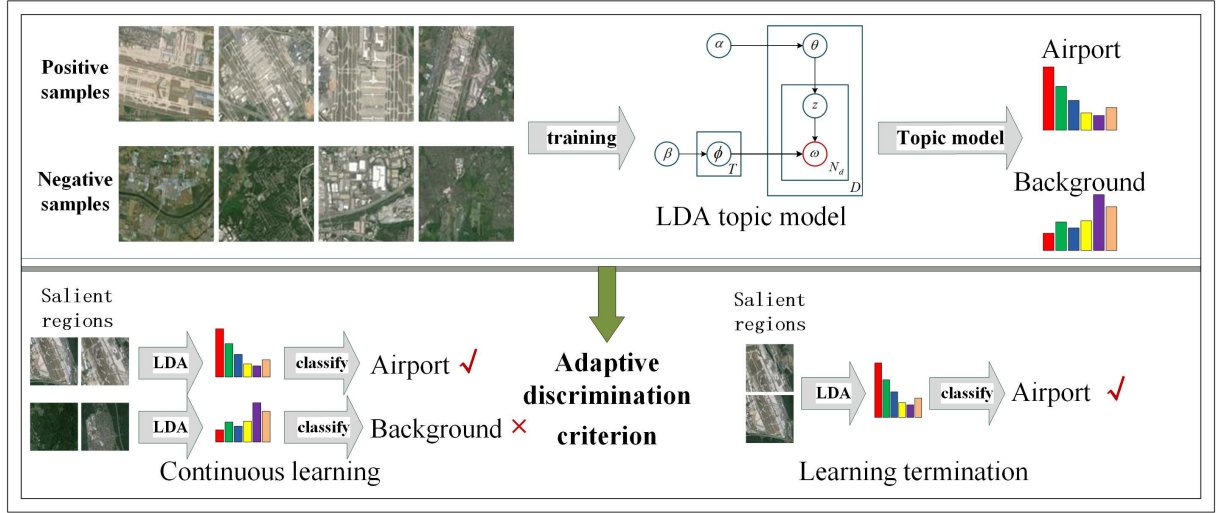 Positive
samples
Negative
samples
training
α
θ
z
β
ϕ
T
ω
N_d
D
LDA topic model
Topic model
Airport
Background
Salient
regions
LDA
classify
Airport √
LDA
classify
Background ×
Continuous learning
Adaptive
discrimination
criterion
Salient
regions
LDA
classify
Airport √
Learning termination